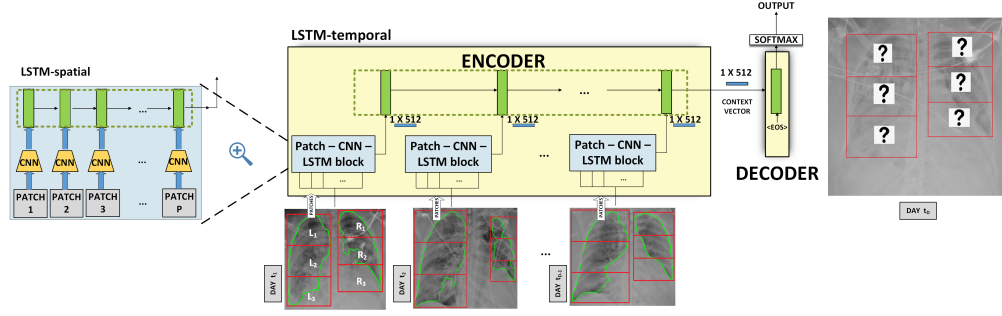 LSTM-spatial
...
CNN
CNN
CNN
...
CNN
PATCH 1
PATCH 2
PATCH 3
...
PATCH P
LSTM-temporal
ENCODER
...
1 X 512
1 X 512
1 X 512
Patch – CNN –
LSTM block
Patch – CNN –
LSTM block
...
Patch – CNN –
LSTM block
...
...
...
PATCHES
PATCHES
PATCHES
L1
L2
L3
R1
R2
R3
DAY t1
DAY t2
...
DAY tD-1
OUTPUT
SOFTMAX
1 X 512
CONTEXT
VECTOR
<EOS>
DECODER
?
?
?
?
?
?
DAY tD